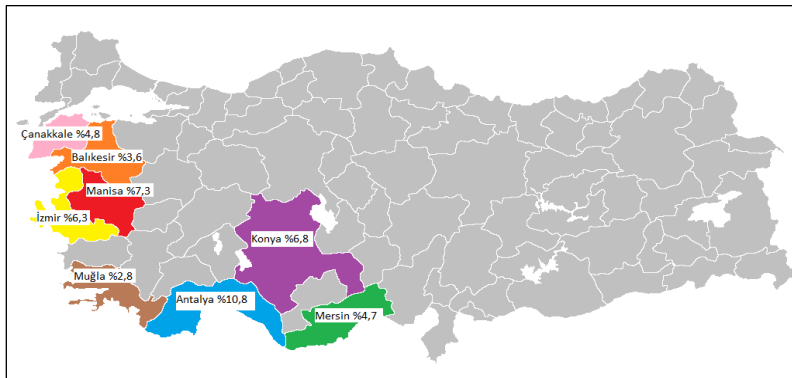 Çanakkale %4,8
Balıkesir %3,6
Manisa %7,3
İzmir %6,3
Konya %6,8
Muğla %2,8
Antalya %10,8
Mersin %4,7